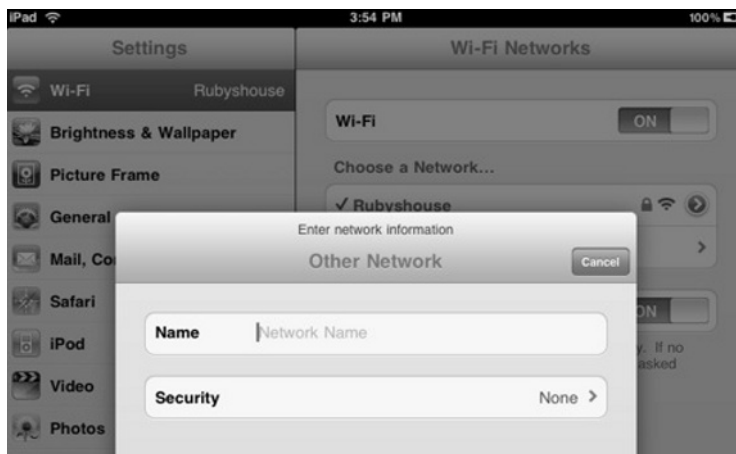 iPad 3:54 PM 100%
Settings Wi-Fi Networks
Wi-Fi Rubyshouse
Brightness & Wallpaper
Wi-Fi ON
Picture Frame
Choose a Network...
✓ Rubyshouse
General
Enter network information
Other Network Cancel
Mail, Co
Safari
ON
Name Network Name
iPod
y. If no
asked
Video
Security None
Photos